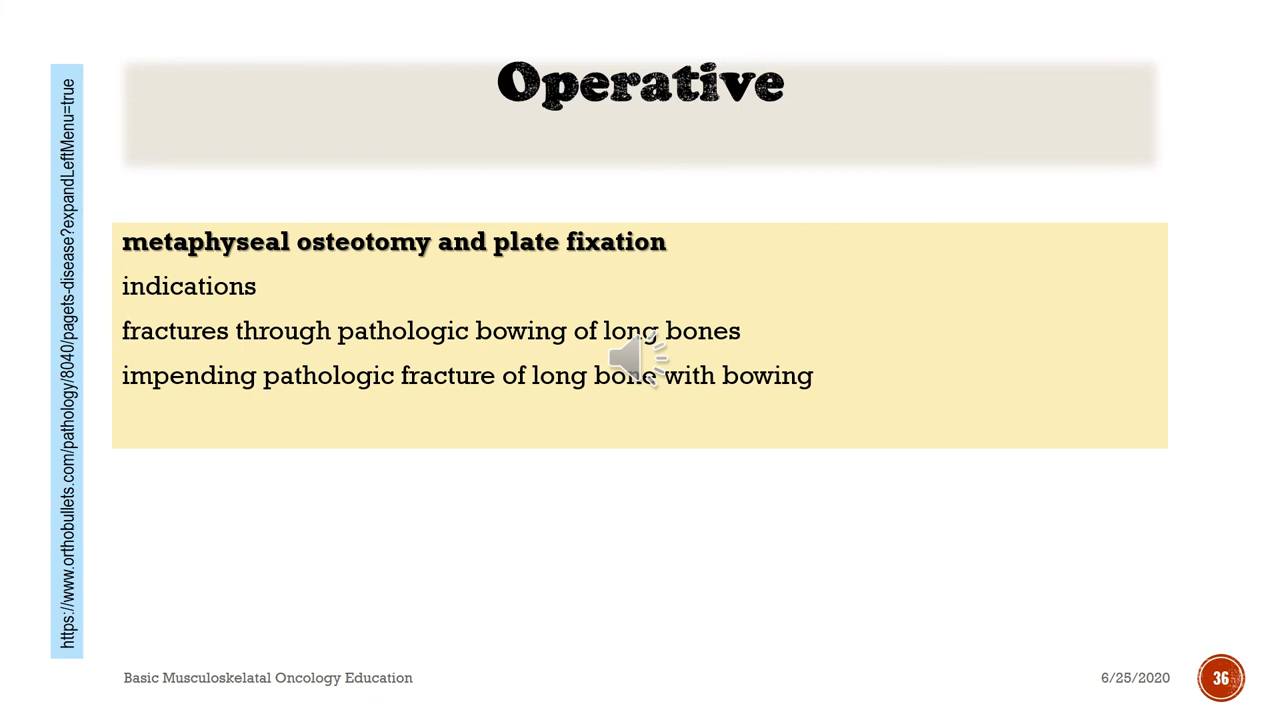 Operative
https://www.orthobullets.com/pathology/8040/pagets-disease?expandLeftMenu=true
metaphyseal osteotomy and plate fixation
indications
fractures through pathologic bowing of long bones
impending pathologic fracture of long bone with bowing
Basic Musculoskelatal Oncology Education
6/25/2020
36